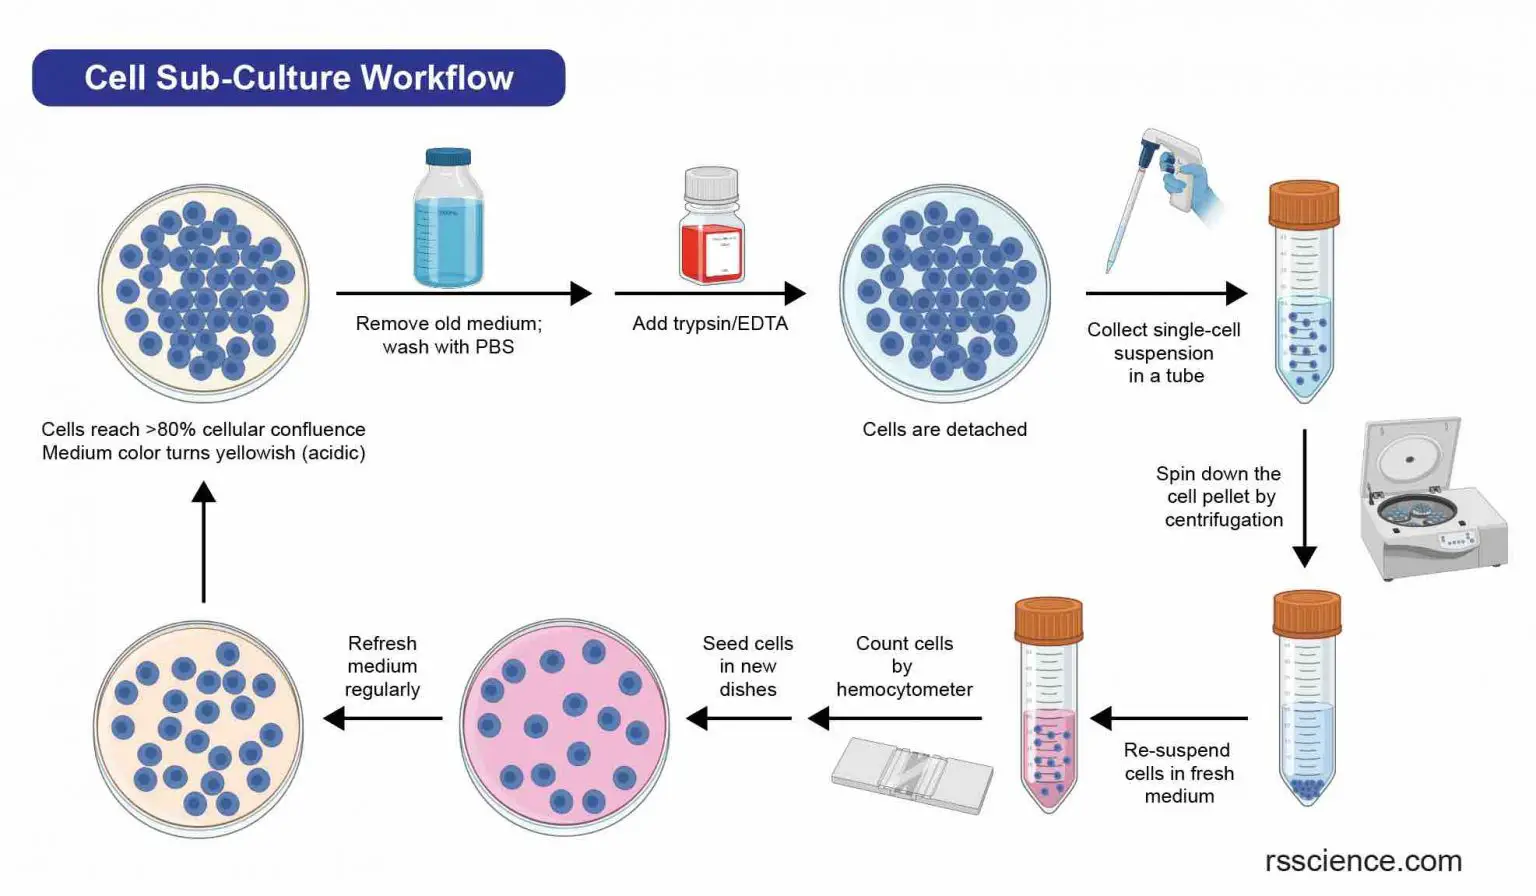 Cell Sub-Culture Workflow
Remove old medium;
wash with PBS
Add trypsin/EDTA
Collect single-cell
suspension
in a tube
Cells reach >80% cellular confluence
Medium color turns yellowish (acidic)
Cells are detached
Spin down the
cell pellet by
centrifugation
Re-suspend
cells in fresh
medium
Count cells
by
hemocytometer
Seed cells
in new
dishes
Refresh
medium
regularly
rsscience.com